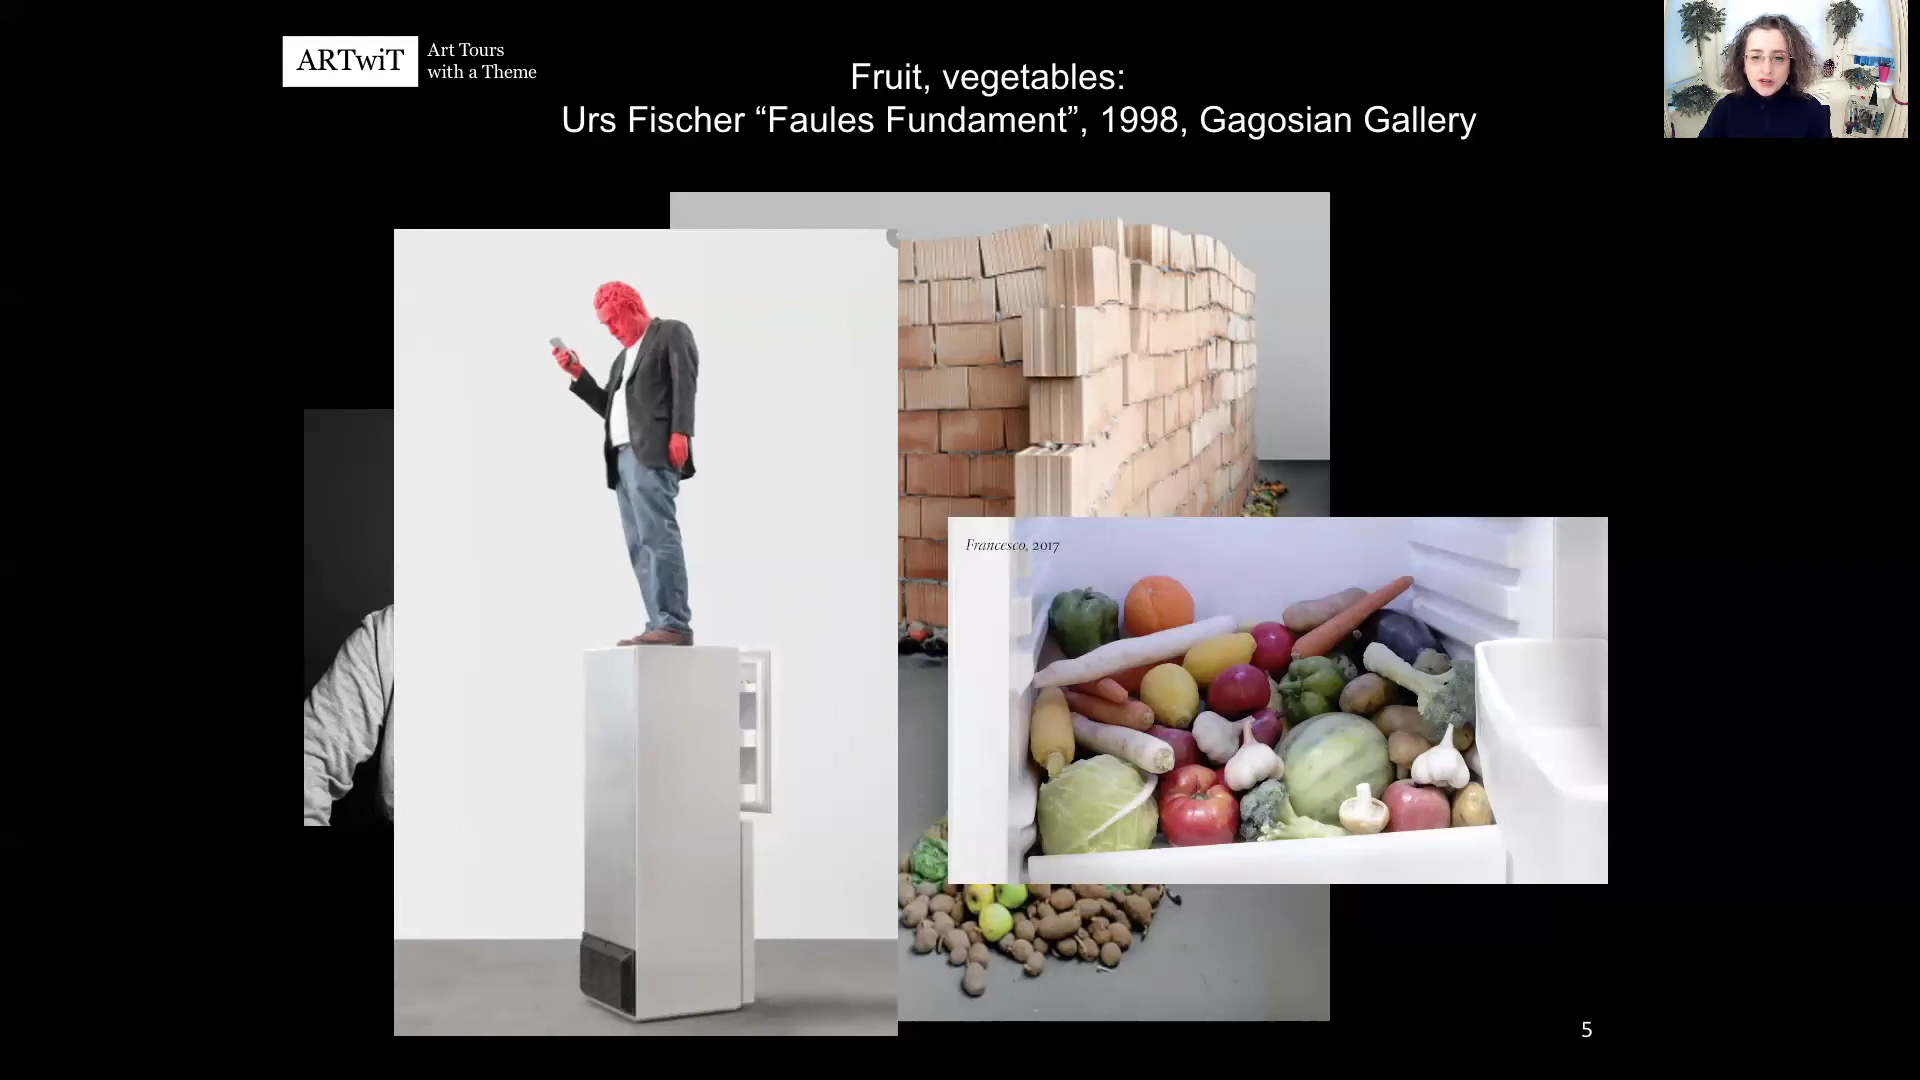 ARTwiT
Art Tours
with a Theme
Fruit, vegetables:
Urs Fischer “Faules Fundament”, 1998, Gagosian Gallery
Francesco, 2017
5